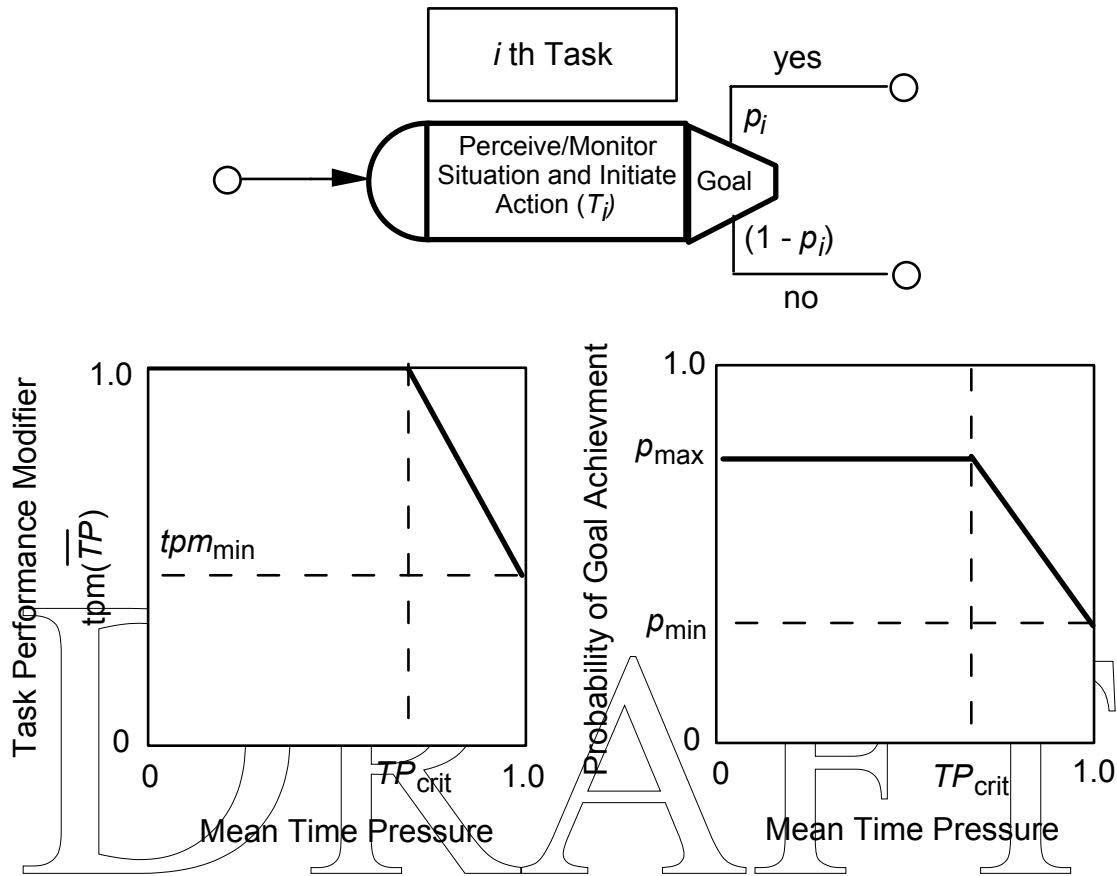 i th Task
yes
p_i
Perceive/Monitor
Situation and Initiate
Action (T_i)
Goal
(1 - p_i)
no
Task Performance Modifier
tpm(T̅P̅)
1.0
tpm_min
0
0
TP_crit
1.0
Mean Time Pressure
Probability of Goal Achievment
1.0
p_max
p_min
0
0
TP_crit
1.0
Mean Time Pressure
DRAFT